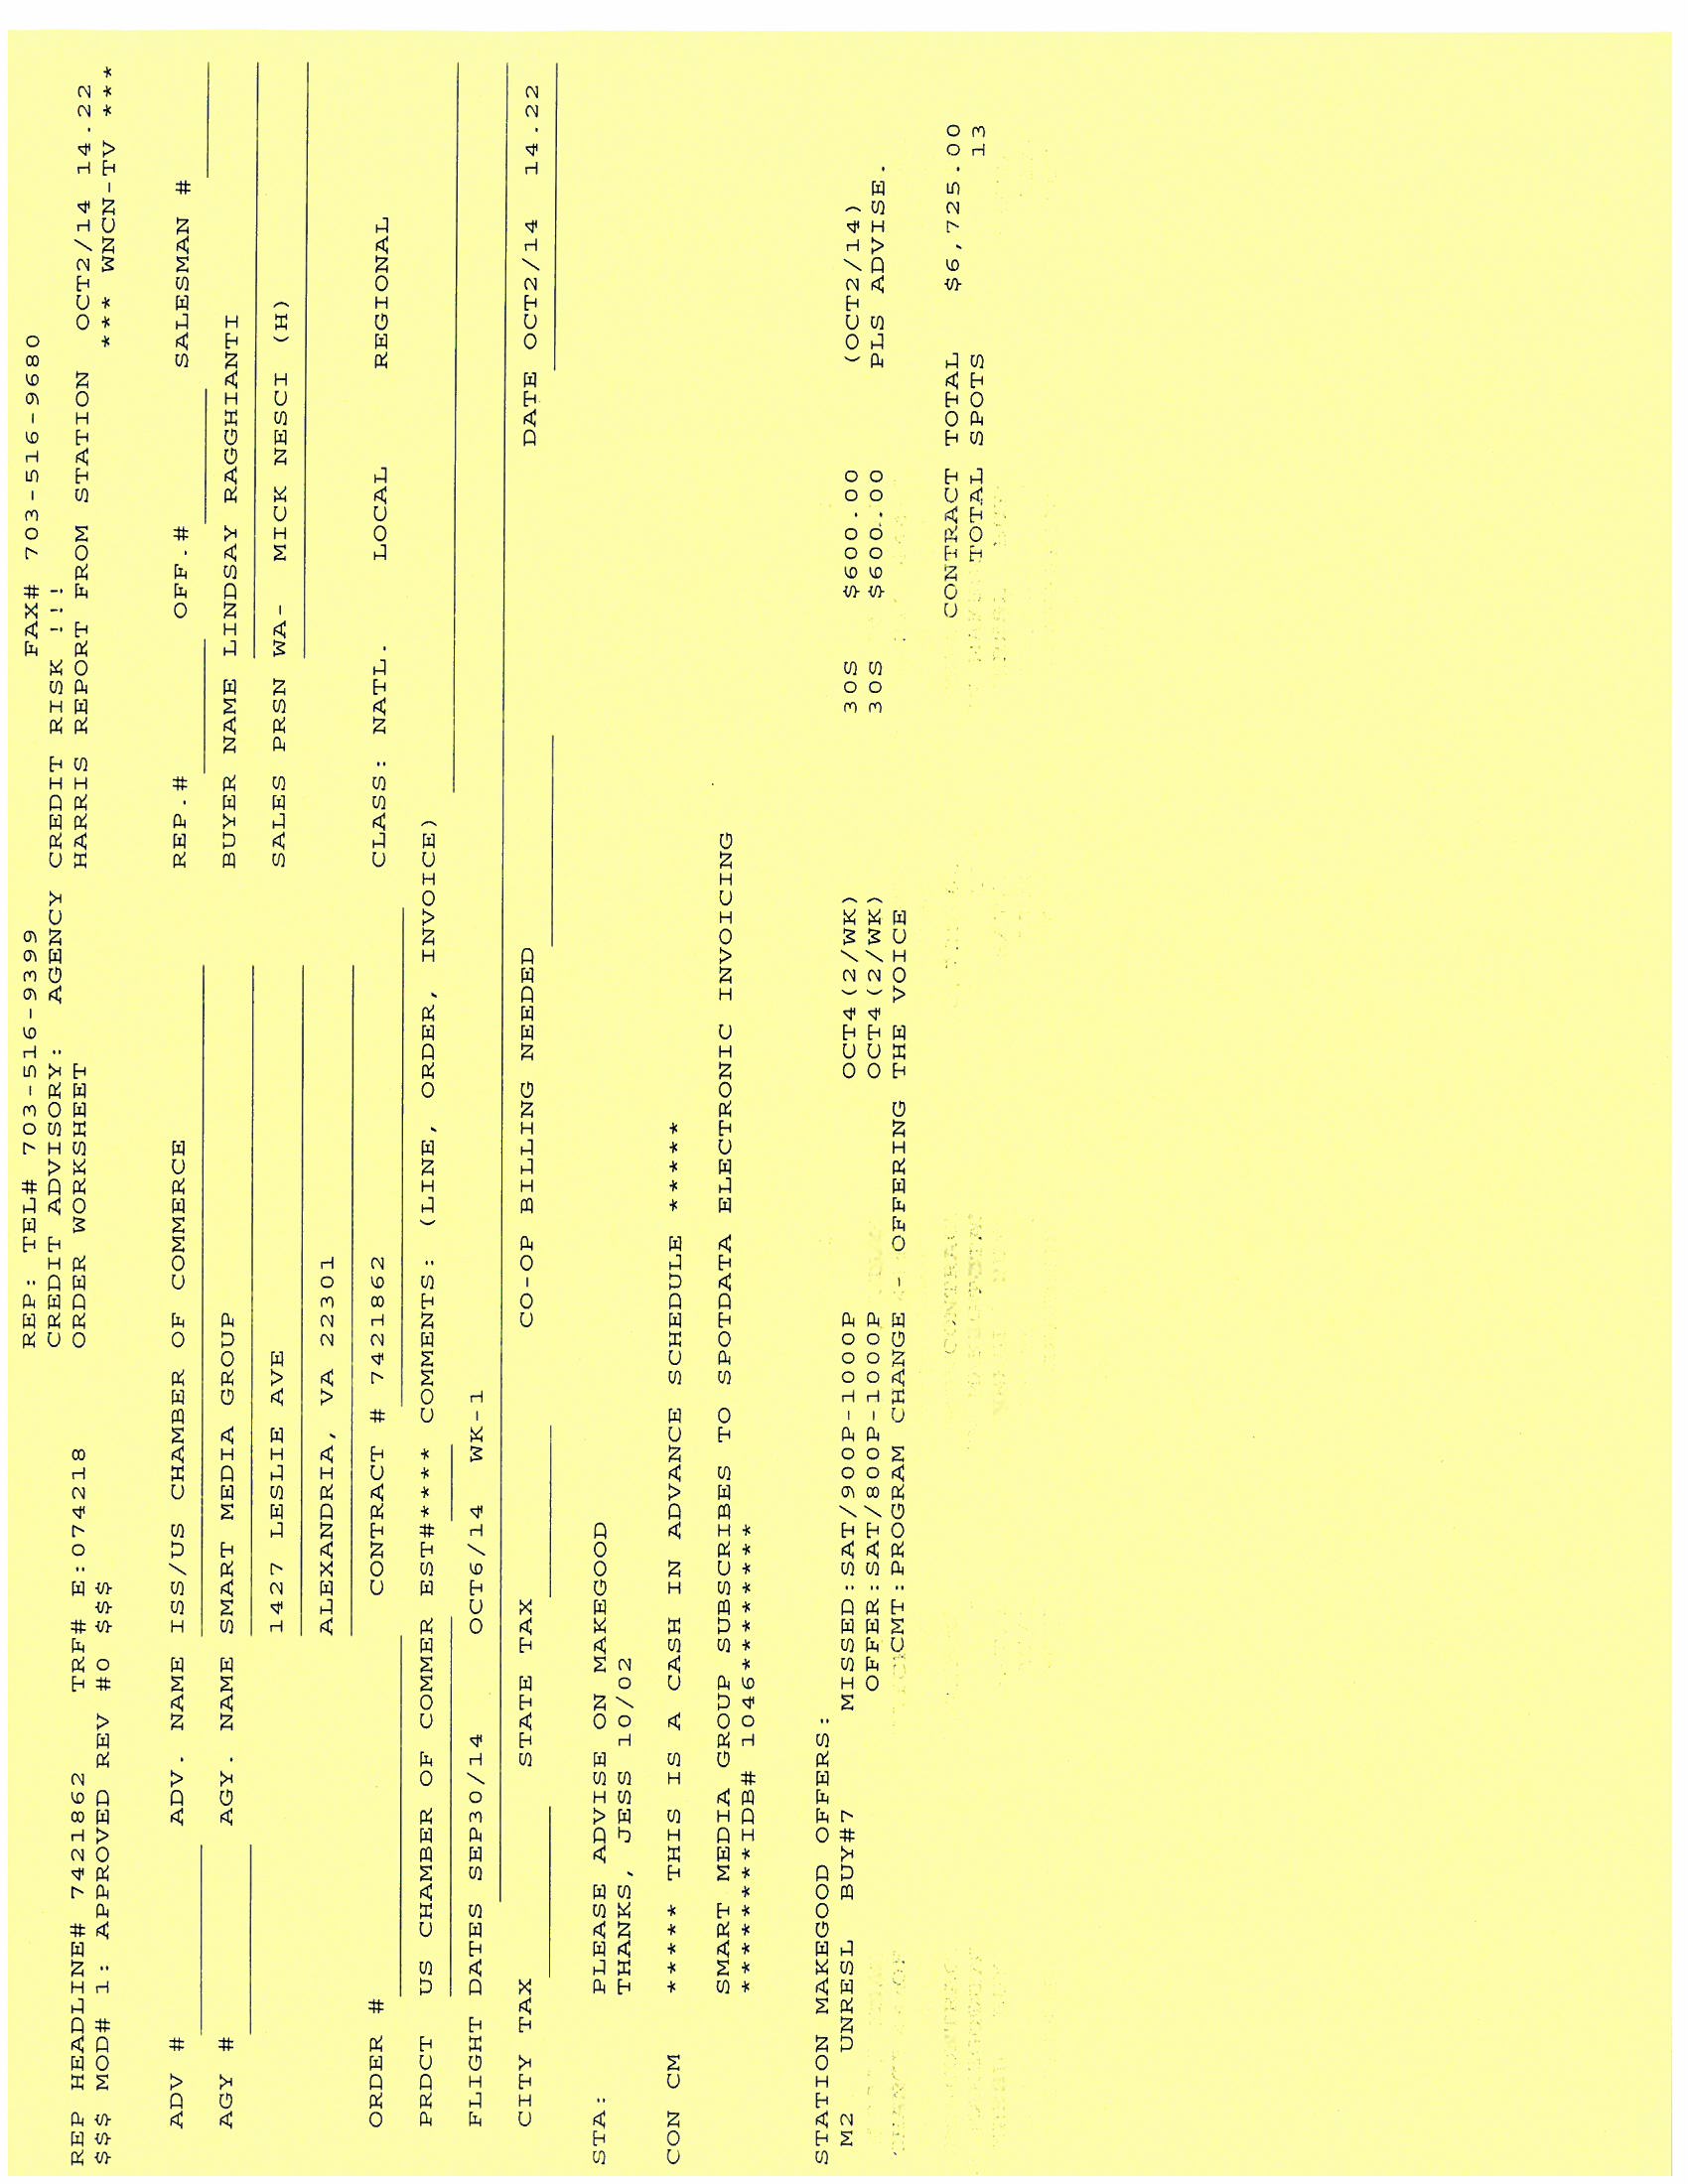 REP: TEL# 703-516-9399 FAX# 703-516-9680
CREDIT ADVISORY: AGENCY CREDIT RISK !!!
REP HEADLINE# 7421862 TRF# E:074218 ORDER WORKSHEET HARRIS REPORT FROM STATION OCT2/14 14.22
$$$ MOD# 1: APPROVED REV #0 $$$ *** WNCN-TV ***
ADV # ADV. NAME ISS/US CHAMBER OF COMMERCE REP.# OFF.# SALESMAN #
AGY # AGY. NAME SMART MEDIA GROUP BUYER NAME LINDSAY RAGGHIANTI
1427 LESLIE AVE SALES PRSN WA- MICK NESCI (H)
ALEXANDRIA, VA 22301
ORDER # CONTRACT # 7421862 CLASS: NATL. LOCAL REGIONAL
PRDCT US CHAMBER OF COMMER EST#**** COMMENTS: (LINE, ORDER, INVOICE)
FLIGHT DATES SEP30/14 OCT6/14 WK-1
CITY TAX STATE TAX CO-OP BILLING NEEDED DATE OCT2/14 14.22
STA: PLEASE ADVISE ON MAKEGOOD
THANKS, JESS 10/02
CON CM ***** THIS IS A CASH IN ADVANCE SCHEDULE *****
SMART MEDIA GROUP SUBSCRIBES TO SPOTDATA ELECTRONIC INVOICING
*********IDB# 1046*********
STATION MAKEGOOD OFFERS:
M2 UNRESL BUY#7 MISSED:SAT/900P-1000P OCT4(2/WK) 30S $600.00 (OCT2/14)
OFFER:SAT/800P-1000P OCT4(2/WK) 30S $600.00 PLS ADVISE.
CMT:PROGRAM CHANGE - OFFERING THE VOICE
CONTRACT TOTAL $6,725.00
TOTAL SPOTS 13